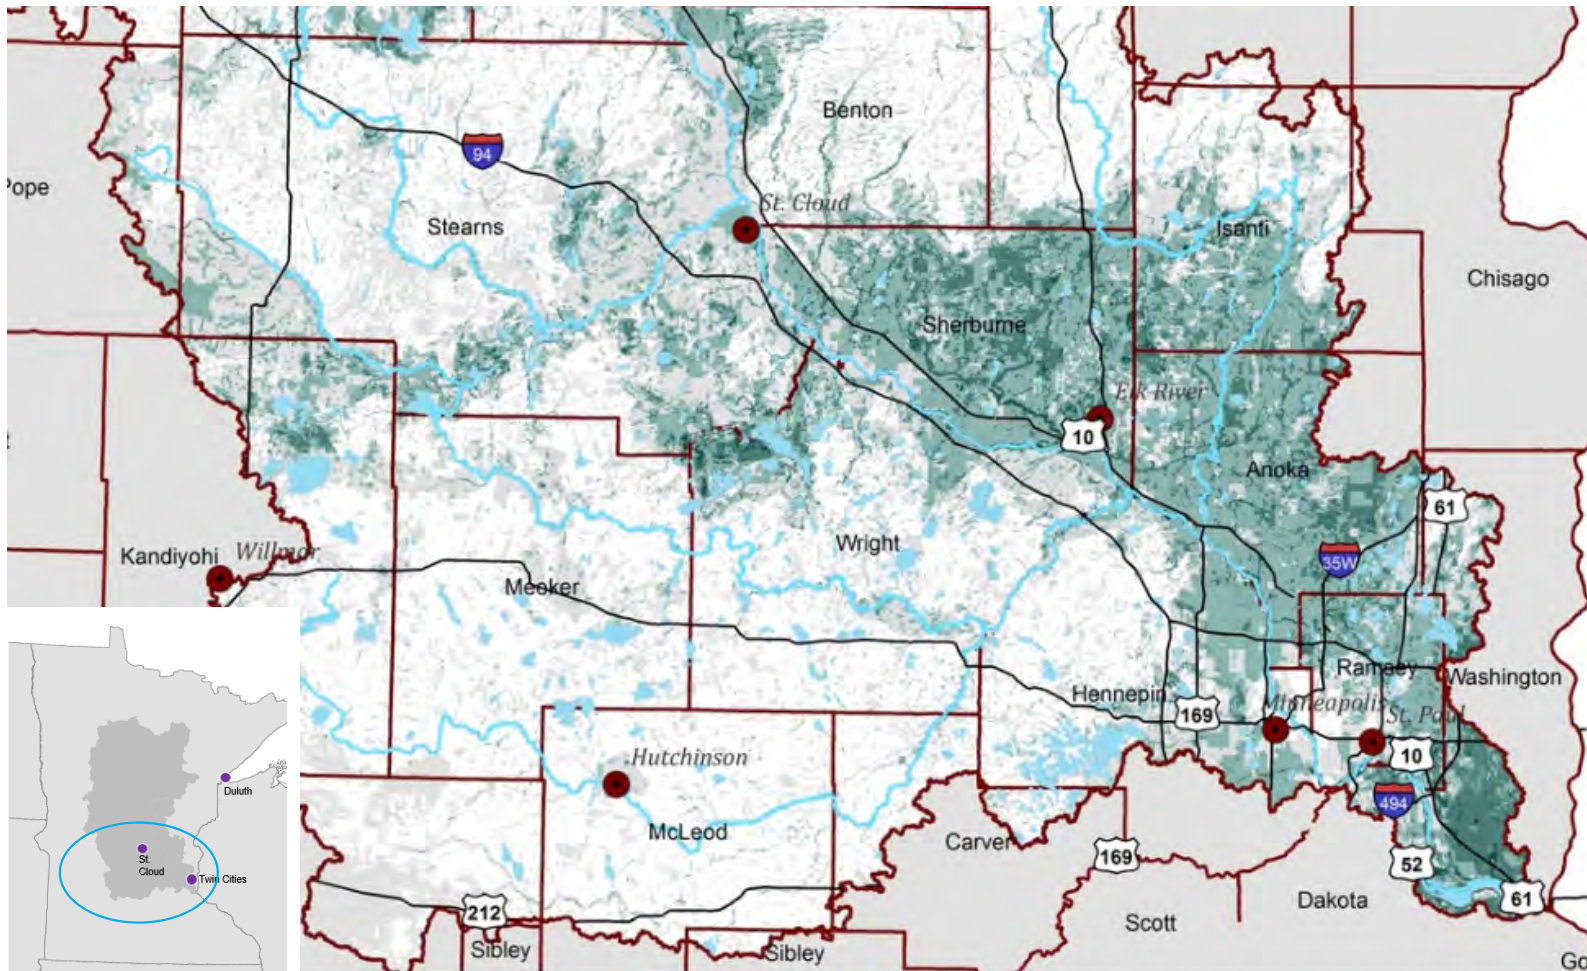 Benton
94
Pope
St. Cloud
Stearns
Isanti
Chisago
Sherburne
Elk River
10
Anoka
61
Wright
35W
Kandiyohi
Willmar
Meeker
Ramsey
Washington
Hennepin
169
Minneapolis
St. Paul
10
Hutchinson
494
McLeod
Carver
169
52
61
Dakota
212
Scott
Sibley
Sibley
Go
Duluth
St.
Cloud
Twin Cities